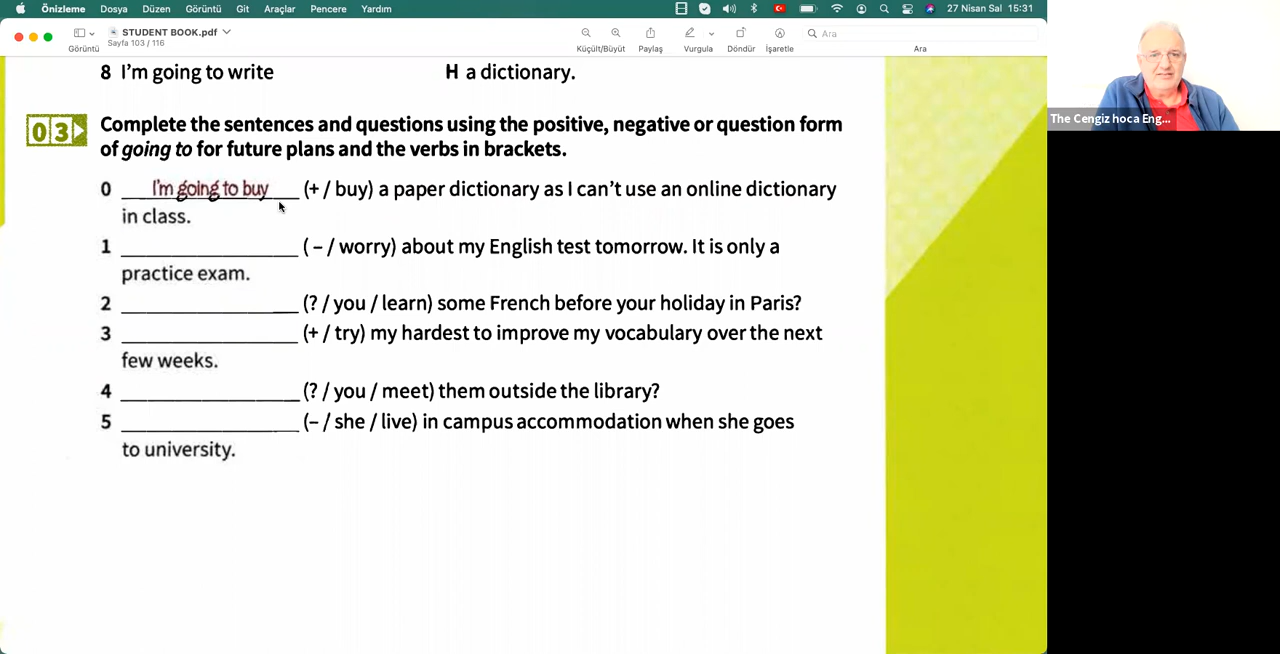 Önizleme Dosya Düzen Görüntü Git Araçlar Pencere Yardım 27 Nisan Sal 15:31
STUDENT BOOK.pdf
Sayfa 103 / 116
Ara
Görüntü Küçült/Büyüt Paylaş Vurgula Döndür İşaretle Ara
8 I'm going to write H a dictionary.
03 Complete the sentences and questions using the positive, negative or question form
of going to for future plans and the verbs in brackets.
0 I'm going to buy (+ / buy) a paper dictionary as I can't use an online dictionary
in class.
1 ____________________ ( – / worry) about my English test tomorrow. It is only a
practice exam.
2 ____________________ (? / you / learn) some French before your holiday in Paris?
3 ____________________ (+ / try) my hardest to improve my vocabulary over the next
few weeks.
4 ____________________ (? / you / meet) them outside the library?
5 ____________________ (– / she / live) in campus accommodation when she goes
to university.
The Cengiz hoca Eng...